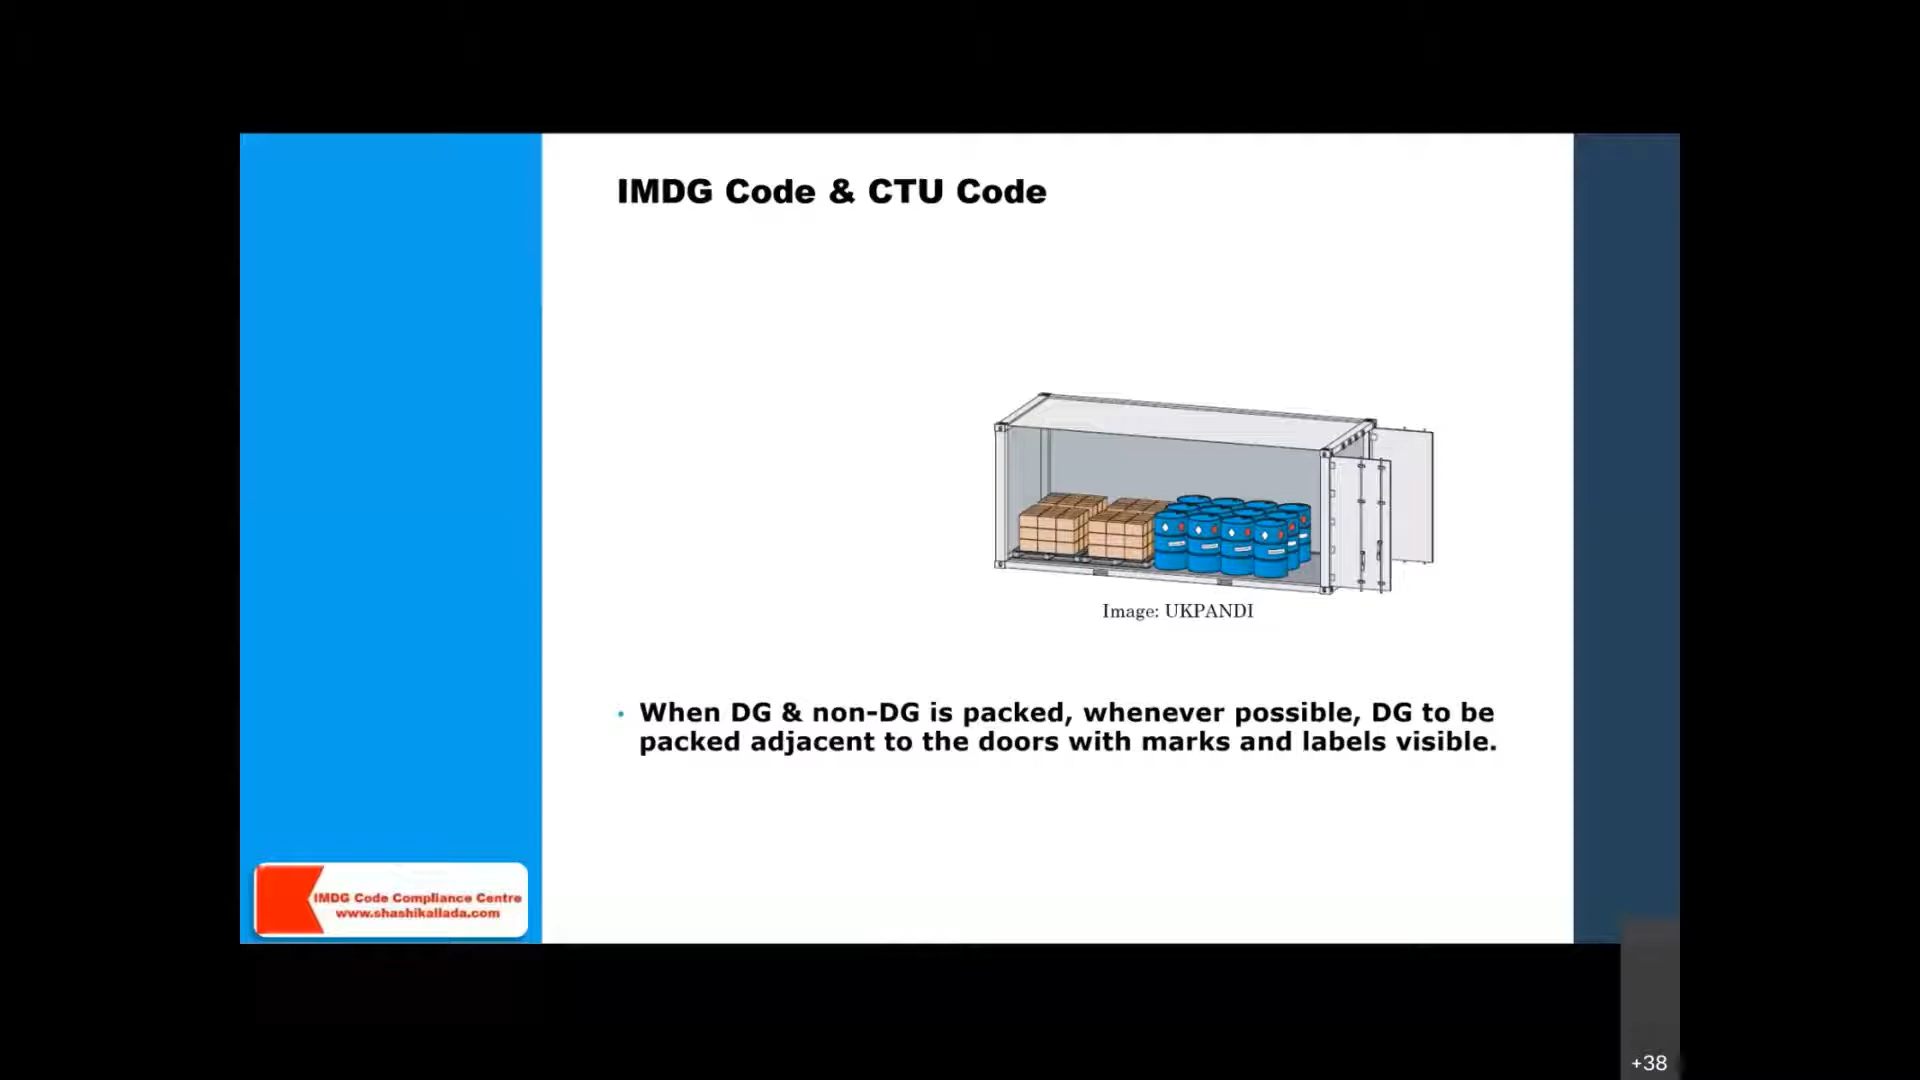 IMDG Code & CTU Code
Image: UKPANDI
• When DG & non-DG is packed, whenever possible, DG to be
packed adjacent to the doors with marks and labels visible.
IMDG Code Compliance Centre
www.shashikallada.com
+38